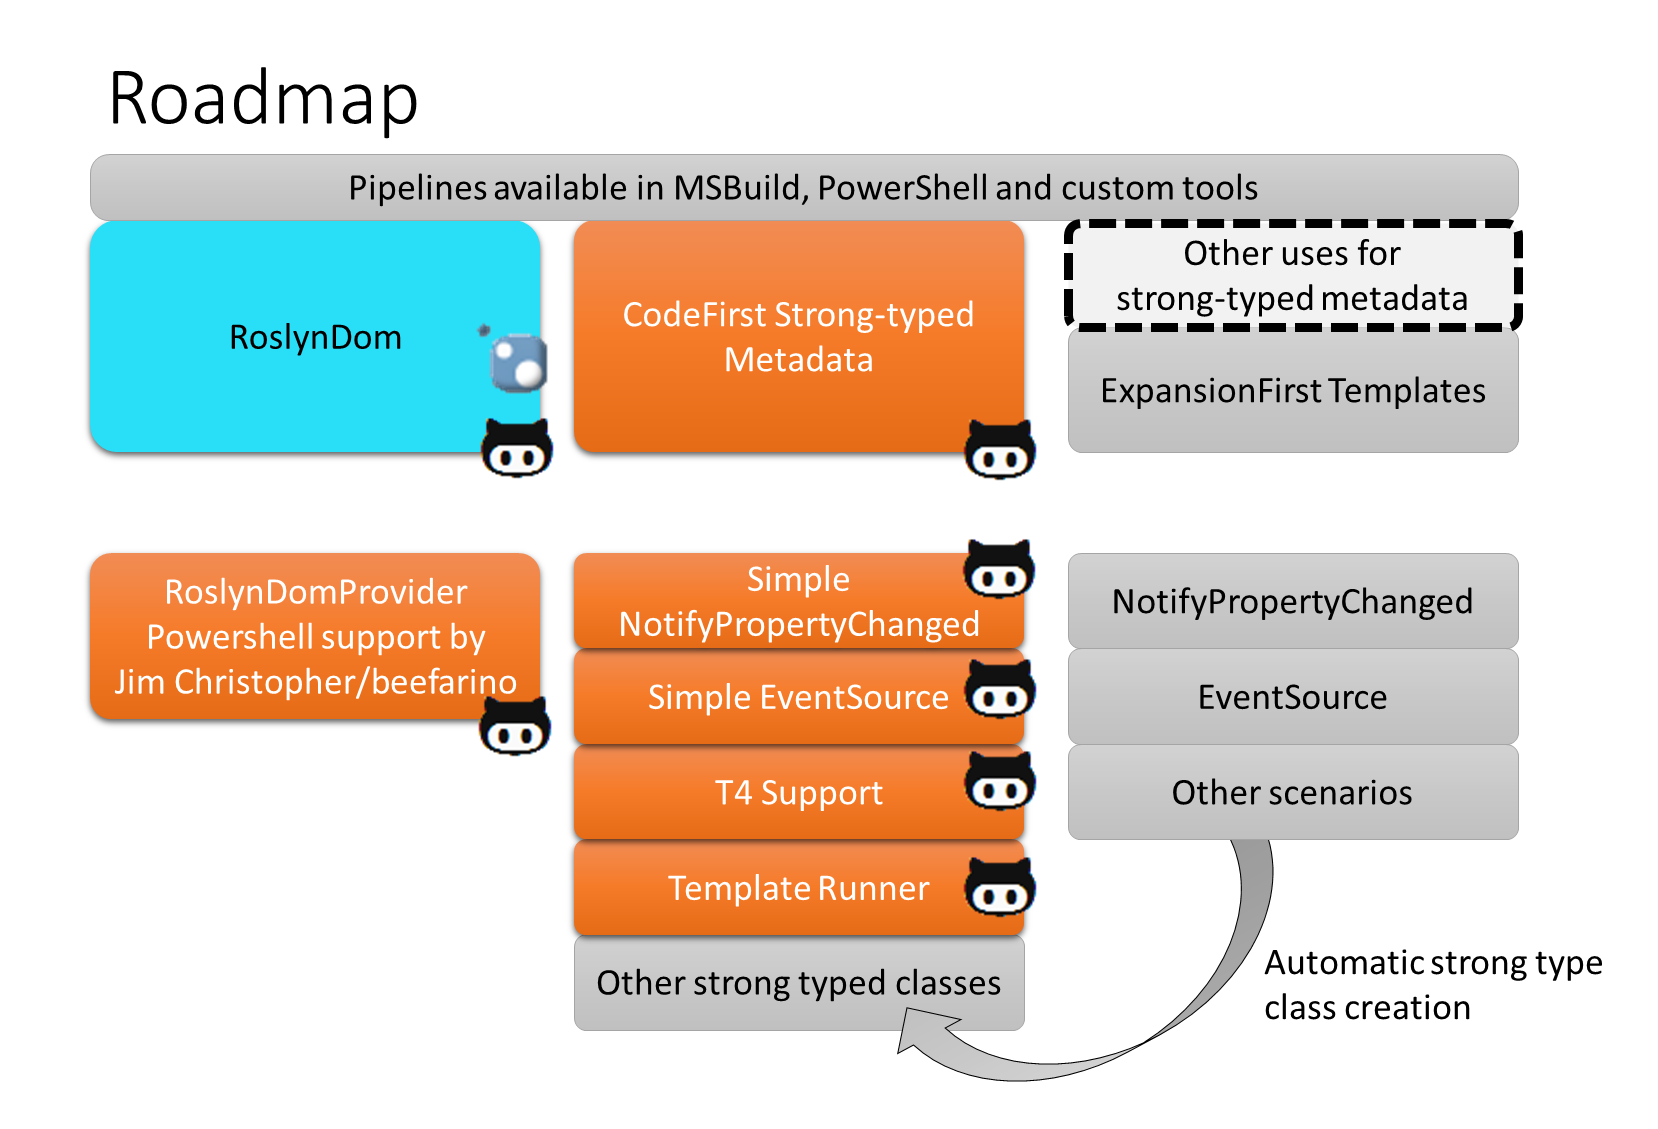 Roadmap
Pipelines available in MSBuild, PowerShell and custom tools
RoslynDom
CodeFirst Strong-typed
Metadata
Other uses for
strong-typed metadata
ExpansionFirst Templates
RoslynDomProvider
Powershell support by
Jim Christopher/beefarino
Simple
NotifyPropertyChanged
Simple EventSource
T4 Support
Template Runner
Other strong typed classes
NotifyPropertyChanged
EventSource
Other scenarios
Automatic strong type
class creation